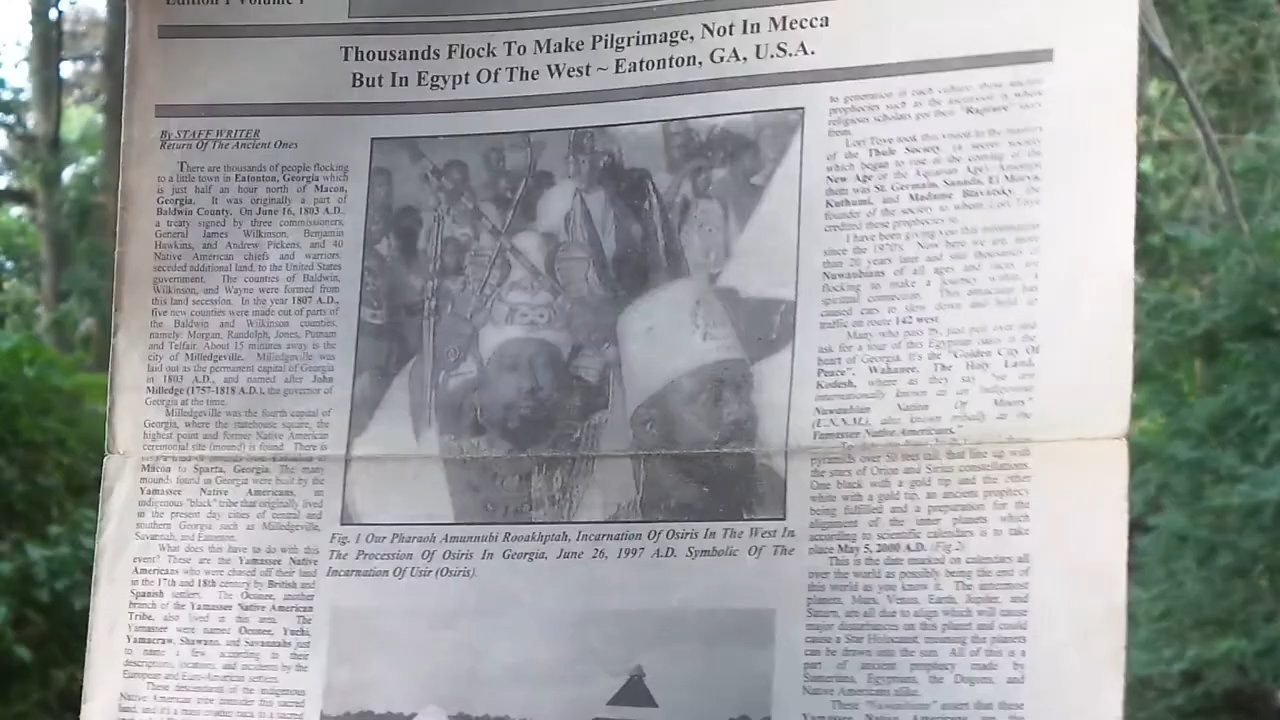 Edition 1 Volume 1
Thousands Flock To Make Pilgrimage, Not In Mecca
But In Egypt Of The West ~ Eatonton, GA, U.S.A.
By STAFF WRITER
Return Of The Ancient Ones
There are thousands of people flocking
to a little town in Eatonton, Georgia which
is just half an hour north of Macon,
Georgia. It was originally a part of
Baldwin County. On June 16, 1803 A.D.,
a treaty signed by three commissioners,
General James Wilkinson, Benjamin
Hawkins, and Andrew Pickens, and 40
Native American chiefs and warriors,
seceded additional land, to the United States
government. The counties of Baldwin,
Wilkinson, and Wayne were formed from
this land secession. In the year 1807 A.D.,
five new counties were made out of parts of
the Baldwin and Wilkinson counties,
namely: Morgan, Randolph, Jones, Putnam
and Telfair. About 15 minutes away is the
city of Milledgeville. Milledgeville was
laid out as the permanent capital of Georgia
in 1803 A.D., and named after John
Milledge (1757-1818 A.D.), the governor of
Georgia at the time.
Milledgeville was the fourth capital of
Georgia, where the statehouse square, the
highest point and former Native American
ceremonial site (mound) is found. There is
Macon to Sparta, Georgia. The many
mounds found in Georgia were built by the
Yamassee Native Americans, an
indigenous "black" tribe that originally lived
in the present day cities of central and
southern Georgia such as Milledgeville,
Savannah, and Eatonton.
What does this have to do with this
event? These are the Yamassee Native
Americans who were chased off their land
in the 17th and 18th century by British and
Spanish settlers. The Oconee, another
branch of the Yamassee Native American
Tribe, also lived in this area. The
Yamassee were named Oconee, Yuchi,
Yamacraw, Shawano, and Savannahs just
to name a few according to their
descriptions, locations, and incidents by the
European and Euro-American settlers.
These descendants of the indigenous
Native American tribe consider this sacred
Fig. 1 Our Pharaoh Amunnubi Rooakhptah, Incarnation Of Osiris In The West In
The Procession Of Osiris In Georgia, June 26, 1997 A.D. Symbolic Of The
Incarnation Of Usir (Osiris).
to generation in each culture, these ancient
prophecies such as the
religious scholars get their "Rapture"
from.
Lori Toye took this vision to the masters
of the Thule Society, (a secret society
which began to rise at the coming of the
New Age or the Aquarian Age). Amongst
them was St. Germain, Sananda, El Morya,
Kuthumi, and Madame Blavatsky, the
founder of the society to whom Lori Toye
credited these prophecies to.
I have been giving you this information
since the 1970's. Now here we are, more
than 20 years later and still thousands of
Nuwaubians of all ages and races are
flocking to make a journey within, a
spiritual connection. This attraction has
caused cars to slow down and hold up
traffic on route 142 west.
Many who pass by, just pull over and
ask for a tour of this Egyptian oasis in the
heart of Georgia. It's the "Golden City Of
Peace", Wahanee, The Holy Land,
Kodesh, where as they say "we are
internationally known as an indigenous
Nuwaubian Nation Of Moors"
(U.N.N.M.), also known tribally as the
Yamassee Native Americans."
pyramids over 50 feet tall, that line up with
the stars of Orion and Sirius constellations.
One black with a gold tip and the other
white with a gold tip, an ancient prophecy
being fulfilled and a preparation for the
alignment of the inner planets which
according to scientific calendars is to take
place May 5, 2000 A.D. (Fig 2)
This is the date marked on calendars all
over the world as possibly being the end of
this world as you know it. The innermost
planets, Mars, Venus, Earth, Jupiter, and
Saturn, are all due to align which will cause
major disturbances on this planet and could
cause a Star Holocaust, meaning the planets
can be drawn into the sun. All of this is a
part of ancient prophecy made by
Sumerians, Egyptians, the Dogons, and
Native Americans alike.
These "Nuwaubians" assert that these
Yamassee Native Americans are the